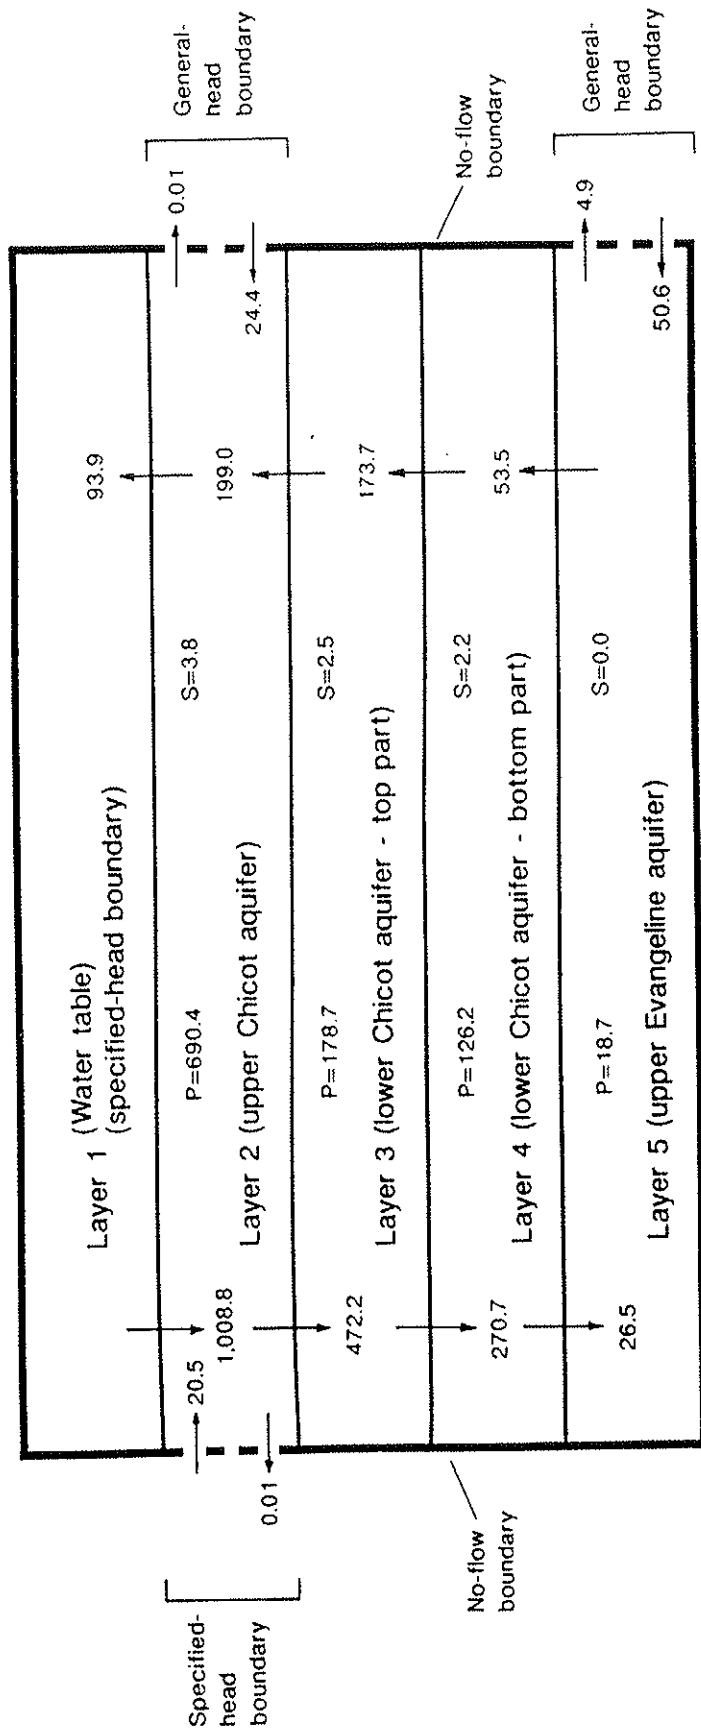 Specified-
head
boundary
General-
head
boundary
Layer 1 (Water table)
(specified-head boundary)
93.9
0.01
20.5
P=690.4
S=3.8
1,008.8
Layer 2 (upper Chicot aquifer)
199.0
0.01
24.4
P=178.7
S=2.5
472.2
Layer 3 (lower Chicot aquifer - top part)
173.7
No-flow
boundary
P=126.2
S=2.2
270.7
Layer 4 (lower Chicot aquifer - bottom part)
53.5
No-flow
boundary
P=18.7
S=0.0
4.9
26.5
Layer 5 (upper Evangeline aquifer)
50.6
General-
head
boundary